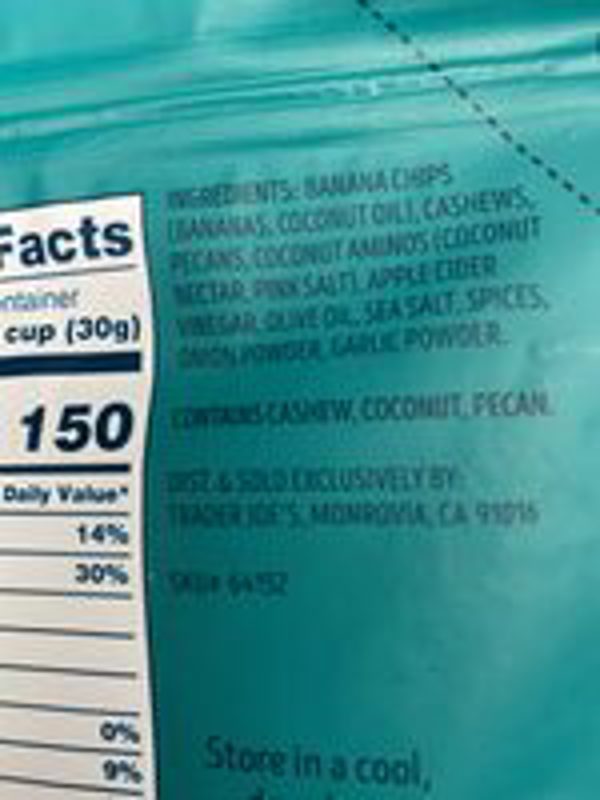 Facts
ontainer
cup (30g)
150
Daily Value*
14%
30%
0%
9%
INGREDIENTS: BANANA CHIPS
(BANANAS, COCONUT OIL), CASHEWS,
PECANS, COCONUT AMINOS (COCONUT
NECTAR, PINK SALT), APPLE CIDER
VINEGAR, OLIVE OIL, SEA SALT, SPICES,
ONION POWDER, GARLIC POWDER.
CONTAINS CASHEW, COCONUT, PECAN.
DIST. & SOLD EXCLUSIVELY BY:
TRADER JOE'S, MONROVIA, CA 91016
SKU# 64152
Store in a cool,